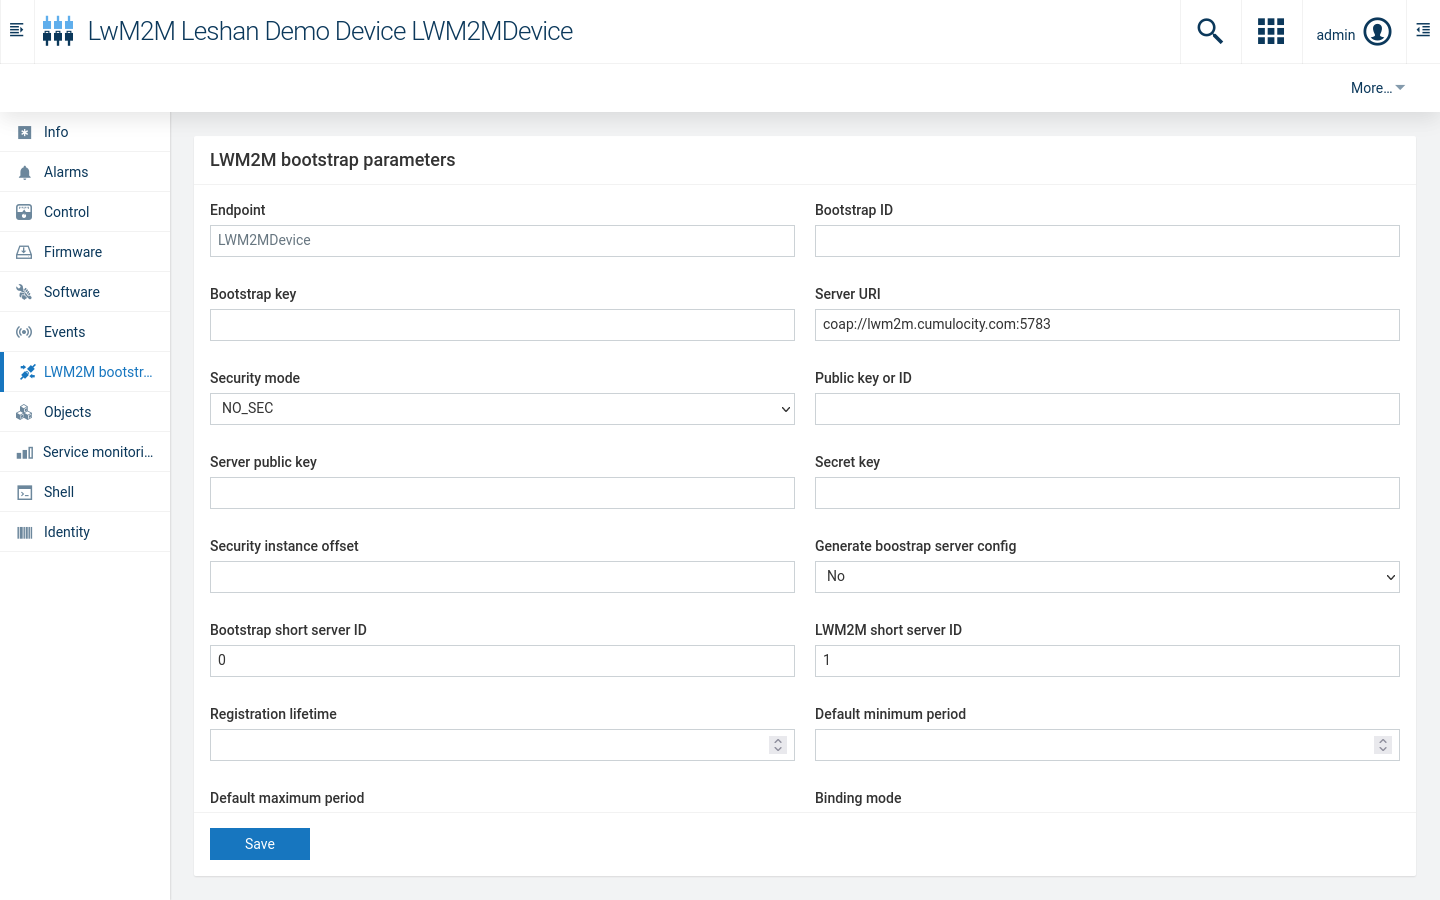 LwM2M Leshan Demo Device LWM2MDevice
admin
More...
Info
Alarms
Control
Firmware
Software
Events
LWM2M bootstr...
Objects
Service monitori...
Shell
Identity
LWM2M bootstrap parameters
Endpoint
LWM2MDevice
Bootstrap ID
Bootstrap key
Server URI
coap://lwm2m.cumulocity.com:5783
Security mode
NO_SEC
Public key or ID
Server public key
Secret key
Security instance offset
Generate boostrap server config
No
Bootstrap short server ID
0
LWM2M short server ID
1
Registration lifetime
Default minimum period
Default maximum period
Binding mode
Save